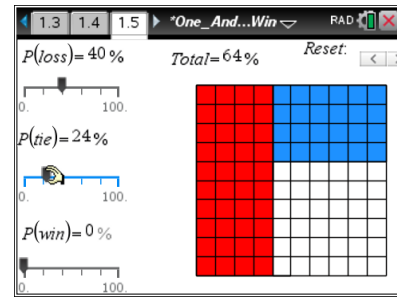 1.3 1.4 1.5 *One_And...Win RAD
P(loss)= 40 %
Total= 64%
Reset:
0. 100.
P(tie)= 24%
0. 100.
P(win)= 0 %
0. 100.